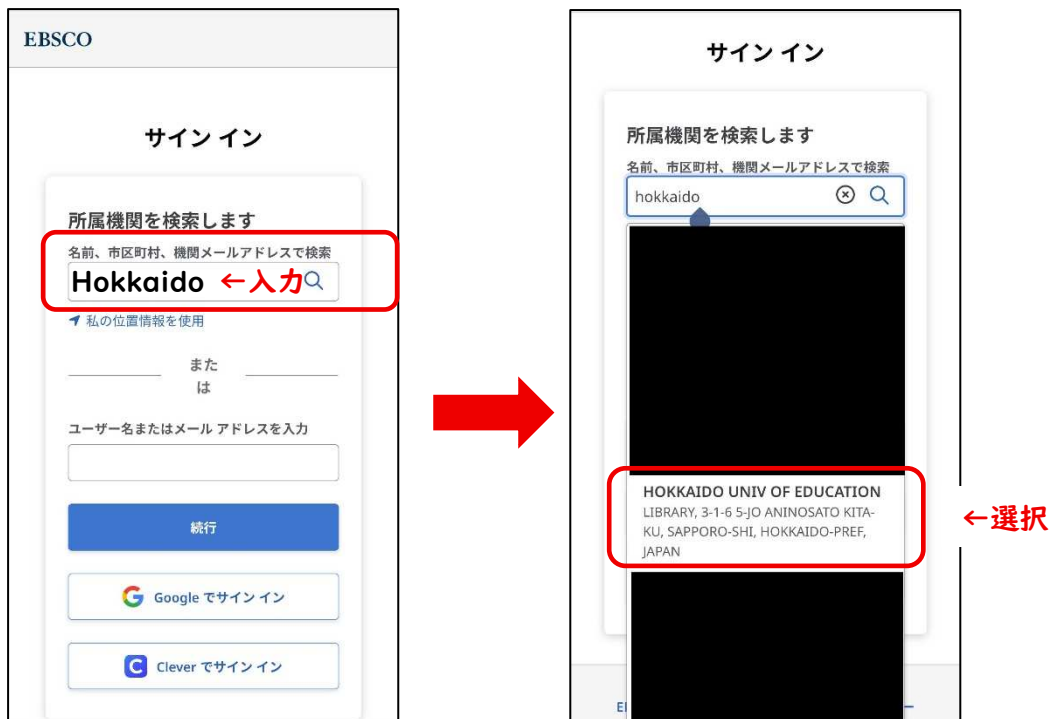 EBSCO
サイン イン
所属機関を検索します
名前、市区町村、機関メールアドレスで検索
Hokkaido ←入力
私の位置情報を使用
また
は
ユーザー名またはメール アドレスを入力
続行
Google でサイン イン
C Clever でサイン イン
サイン イン
所属機関を検索します
名前、市区町村、機関メールアドレスで検索
hokkaido
HOKKAIDO UNIV OF EDUCATION
LIBRARY, 3-1-6 5-JO ANINOSATO KITA-
KU, SAPPORO-SHI, HOKKAIDO-PREF,
JAPAN
←選択